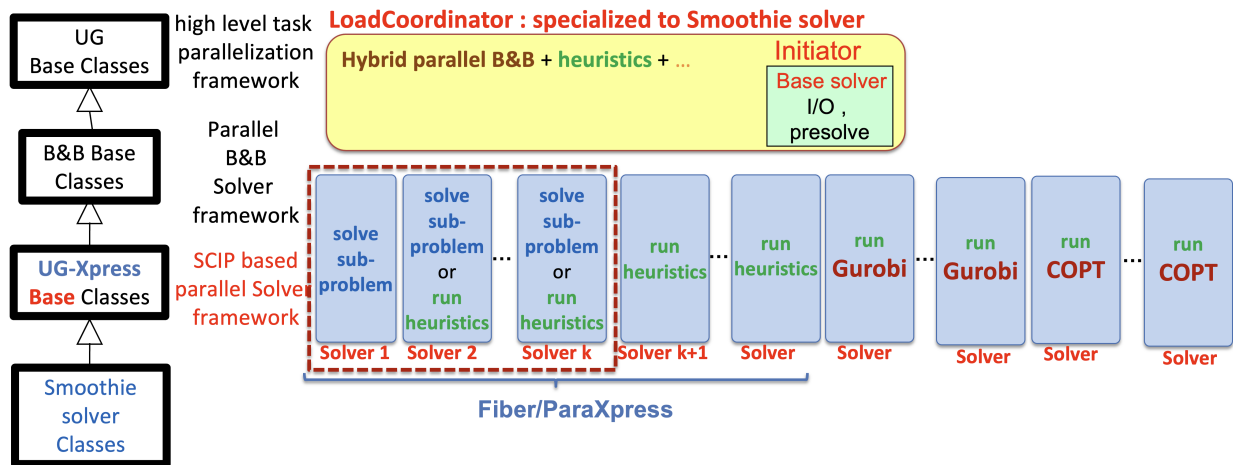 UG
Base Classes
high level task
parallelization
framework
B&B Base
Classes
Parallel
B&B
Solver
framework
UG-Xpress
Base Classes
SCIP based
parallel Solver
framework
Smoothie
solver
Classes
LoadCoordinator : specialized to Smoothie solver
Hybrid parallel B&B + heuristics + ...
Initiator
Base solver
I/O ,
presolve
solve
sub-
problem
Solver 1
solve
sub-
problem
or
run
heuristics
Solver 2
...
solve
sub-
problem
or
run
heuristics
Solver k
run
heuristics
Solver k+1
...
run
heuristics
Solver
run
Gurobi
Solver
...
run
Gurobi
Solver
run
COPT
Solver
...
run
COPT
Solver
Fiber/ParaXpress